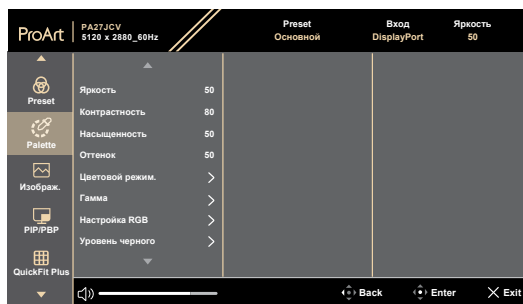 ProArt
PA27JCV
5120 x 2880_60Hz
Preset
Основной
Вход
DisplayPort
Яркость
50
Preset
Palette
Изображ.
PIP/PBP
QuickFit Plus
Яркость 50
Контрастность 80
Насыщенность 50
Оттенок 50
Цветовой режим.
Гамма
Настройка RGB
Уровень черного
Back
Enter
Exit